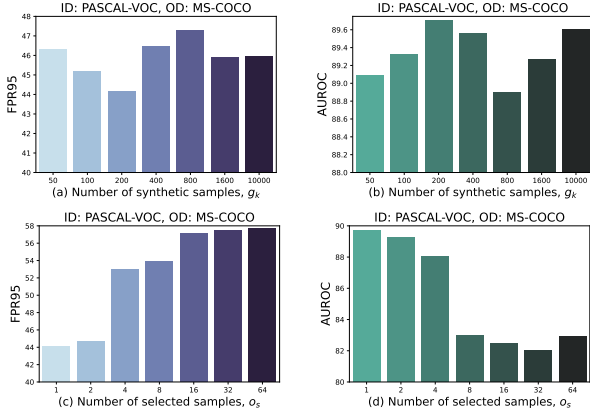 ID: PASCAL-VOC, OD: MS-COCO
FPR95
48
47
46
45
44
43
42
41
40
50 100 200 400 800 1600 10000
(a) Number of synthetic samples, gₖ
ID: PASCAL-VOC, OD: MS-COCO
AUROC
89.6
89.4
89.2
89.0
88.8
88.6
88.4
88.2
88.0
50 100 200 400 800 1600 10000
(b) Number of synthetic samples, gₖ
ID: PASCAL-VOC, OD: MS-COCO
FPR95
58
56
54
52
50
48
46
44
42
40
1 2 4 8 16 32 64
(c) Number of selected samples, oₛ
ID: PASCAL-VOC, OD: MS-COCO
AUROC
90
88
86
84
82
80
1 2 4 8 16 32 64
(d) Number of selected samples, oₛ